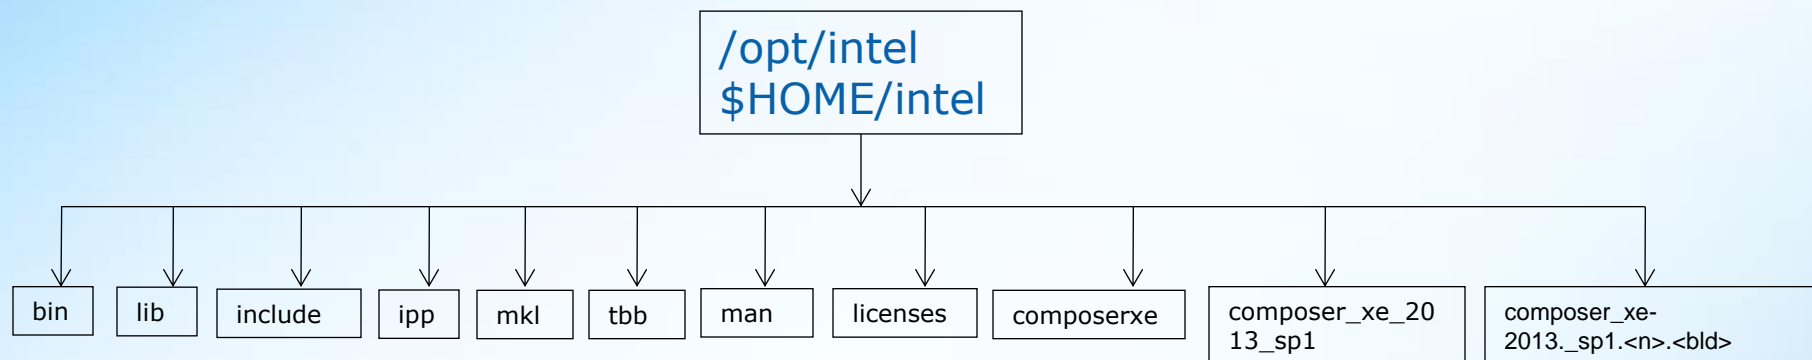 /opt/intel
$HOME/intel
bin
lib
include
ipp
mkl
tbb
man
licenses
composerxe
composer_xe_20
13_sp1
composer_xe-
2013._sp1.<n>.<bld>